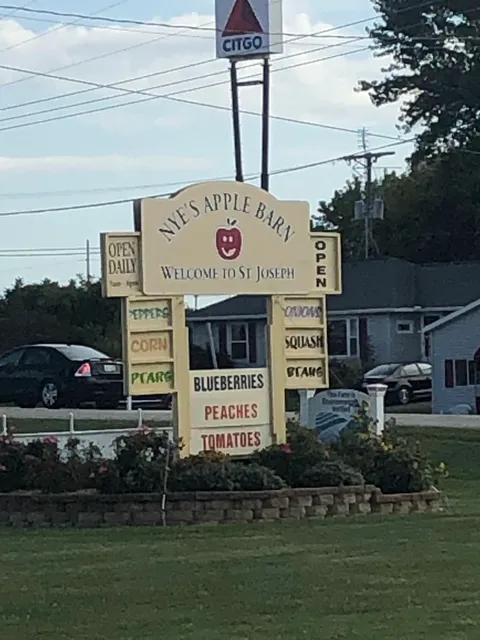 CITGO
NYE'S APPLE BARN
WELCOME TO ST JOSEPH
OPEN
DAILY
OPEN
PEPPERS
CORN
PEARS
ONIONS
SQUASH
BLUEBERRIES
PEACHES
TOMATOES